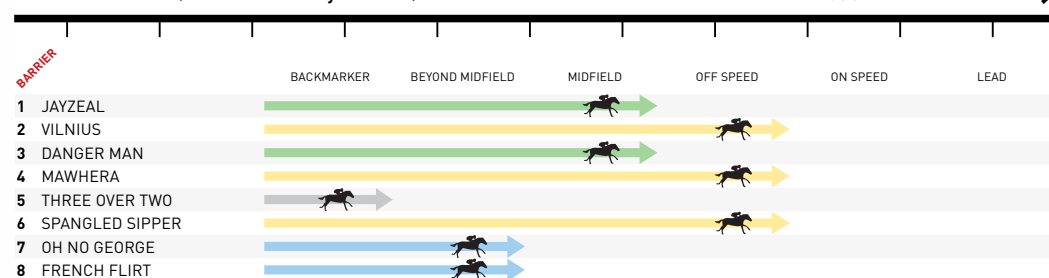 BARRIER
BACKMARKER BEYOND MIDFIELD MIDFIELD OFF SPEED ON SPEED LEAD
1 JAYZEAL
2 VILNIUS
3 DANGER MAN
4 MAWHERA
5 THREE OVER TWO
6 SPANGLED SIPPER
7 OH NO GEORGE
8 FRENCH FLIRT